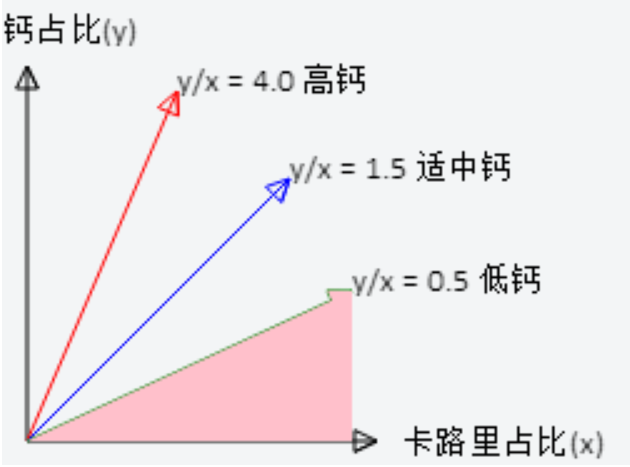 钙占比(y)
y/x = 4.0 高钙
y/x = 1.5 适中钙
y/x = 0.5 低钙
卡路里占比(x)